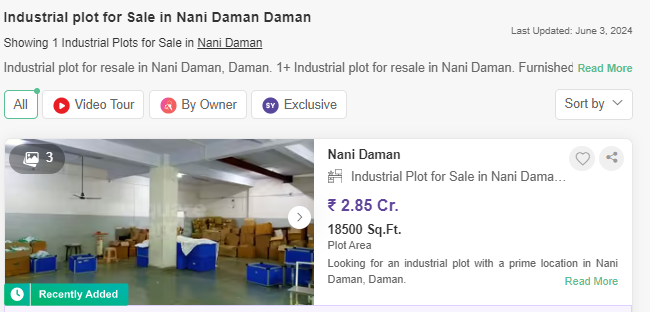 Industrial plot for Sale in Nani Daman Daman
Last Updated: June 3, 2024
Showing 1 Industrial Plots for Sale in Nani Daman
Industrial plot for resale in Nani Daman, Daman. 1+ Industrial plot for resale in Nani Daman. Furnished Read More
All
Video Tour
By Owner
SY Exclusive
Sort by
3
Nani Daman
Industrial Plot for Sale in Nani Dama...
₹ 2.85 Cr.
18500 Sq.Ft.
Plot Area
Looking for an industrial plot with a prime location in Nani
Daman, Daman.
Read More
Recently Added